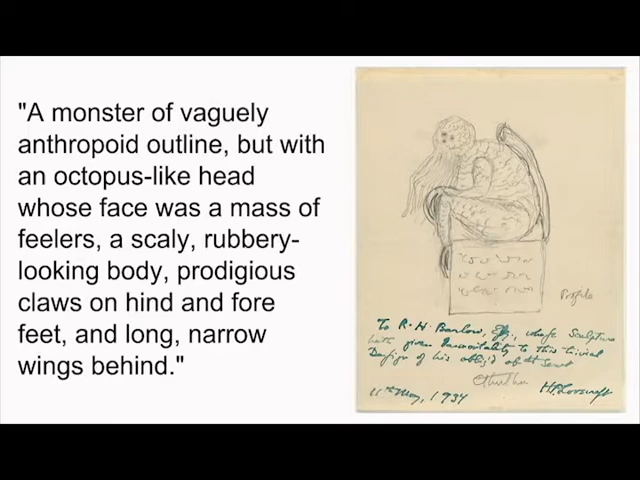 "A monster of vaguely
anthropoid outline, but with
an octopus-like head
whose face was a mass of
feelers, a scaly, rubbery-
looking body, prodigious
claws on hind and fore
feet, and long, narrow
wings behind."
Profile
To R. H. Barlow, Esq., whose Sculpture
hath given Immortality to this trivial
Design of his oblig'd obt Servt
Cthulhu
H P Lovecraft
11th May, 1934